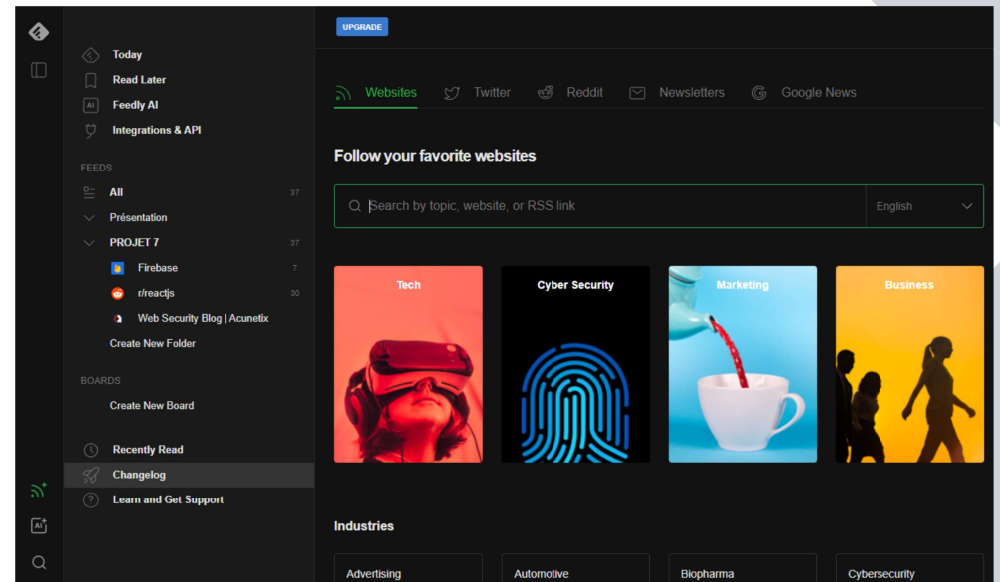 UPGRADE
Today
Read Later
AI Feedly AI
Integrations & API
FEEDS
All 37
Présentation
PROJET 7 37
Firebase 7
r/reactjs 30
Web Security Blog | Acunetix
Create New Folder
BOARDS
Create New Board
Recently Read
Changelog
Learn and Get Support
AI
Websites Twitter Reddit Newsletters Google News
Follow your favorite websites
Search by topic, website, or RSS link English
Tech Cyber Security Marketing Business
Industries
Advertising Automotive Biopharma Cybersecurity